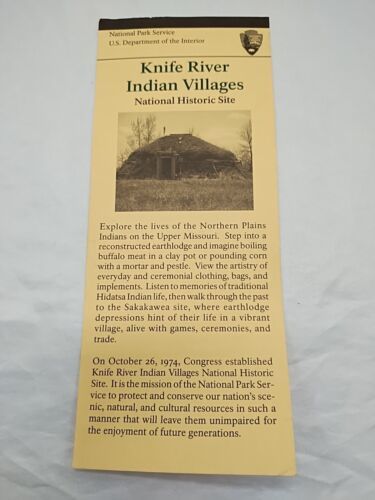 National Park Service
U.S. Department of the Interior
Knife River
Indian Villages
National Historic Site
Explore the lives of the Northern Plains
Indians on the Upper Missouri. Step into a
reconstructed earthlodge and imagine boiling
buffalo meat in a clay pot or pounding corn
with a mortar and pestle. View the artistry of
everyday and ceremonial clothing, bags, and
implements. Listen to memories of traditional
Hidatsa Indian life, then walk through the past
to the Sakakawea site, where earthlodge
depressions hint of their life in a vibrant
village, alive with games, ceremonies, and
trade.
On October 26, 1974, Congress established
Knife River Indian Villages National Historic
Site. It is the mission of the National Park Ser-
vice to protect and conserve our nation's sce-
nic, natural, and cultural resources in such a
manner that will leave them unimpaired for
the enjoyment of future generations.